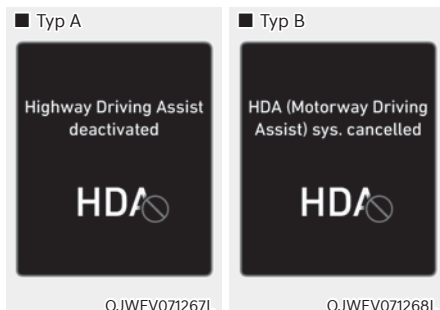 ■ Typ A
Highway Driving Assist
deactivated
HDA
OJWEV071267L
■ Typ B
HDA (Motorway Driving
Assist) sys. cancelled
HDA
OJWEV071268L